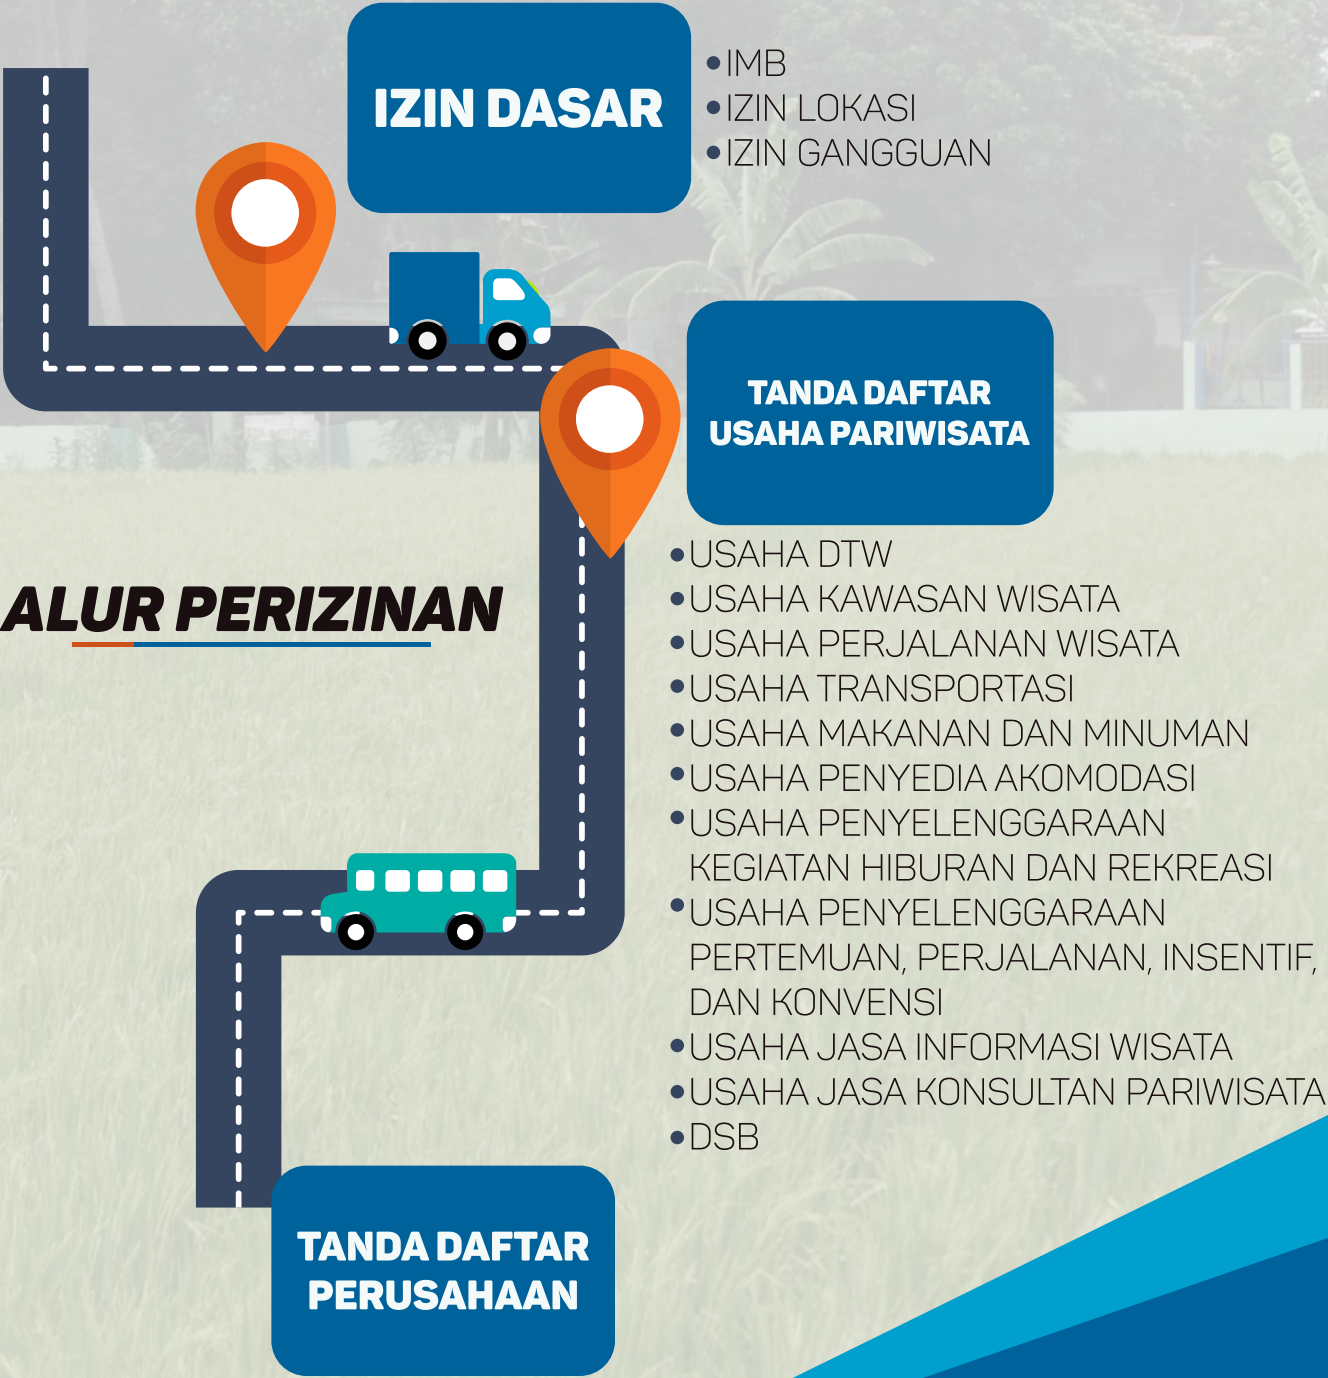 IZIN DASAR
• IMB
• IZIN LOKASI
• IZIN GANGGUAN
TANDA DAFTAR
USAHA PARIWISATA
ALUR PERIZINAN
• USAHA DTW
• USAHA KAWASAN WISATA
• USAHA PERJALANAN WISATA
• USAHA TRANSPORTASI
• USAHA MAKANAN DAN MINUMAN
• USAHA PENYEDIA AKOMODASI
• USAHA PENYELENGGARAAN
KEGIATAN HIBURAN DAN REKREASI
• USAHA PENYELENGGARAAN
PERTEMUAN, PERJALANAN, INSENTIF,
DAN KONVENSI
• USAHA JASA INFORMASI WISATA
• USAHA JASA KONSULTAN PARIWISATA
• DSB
TANDA DAFTAR
PERUSAHAAN